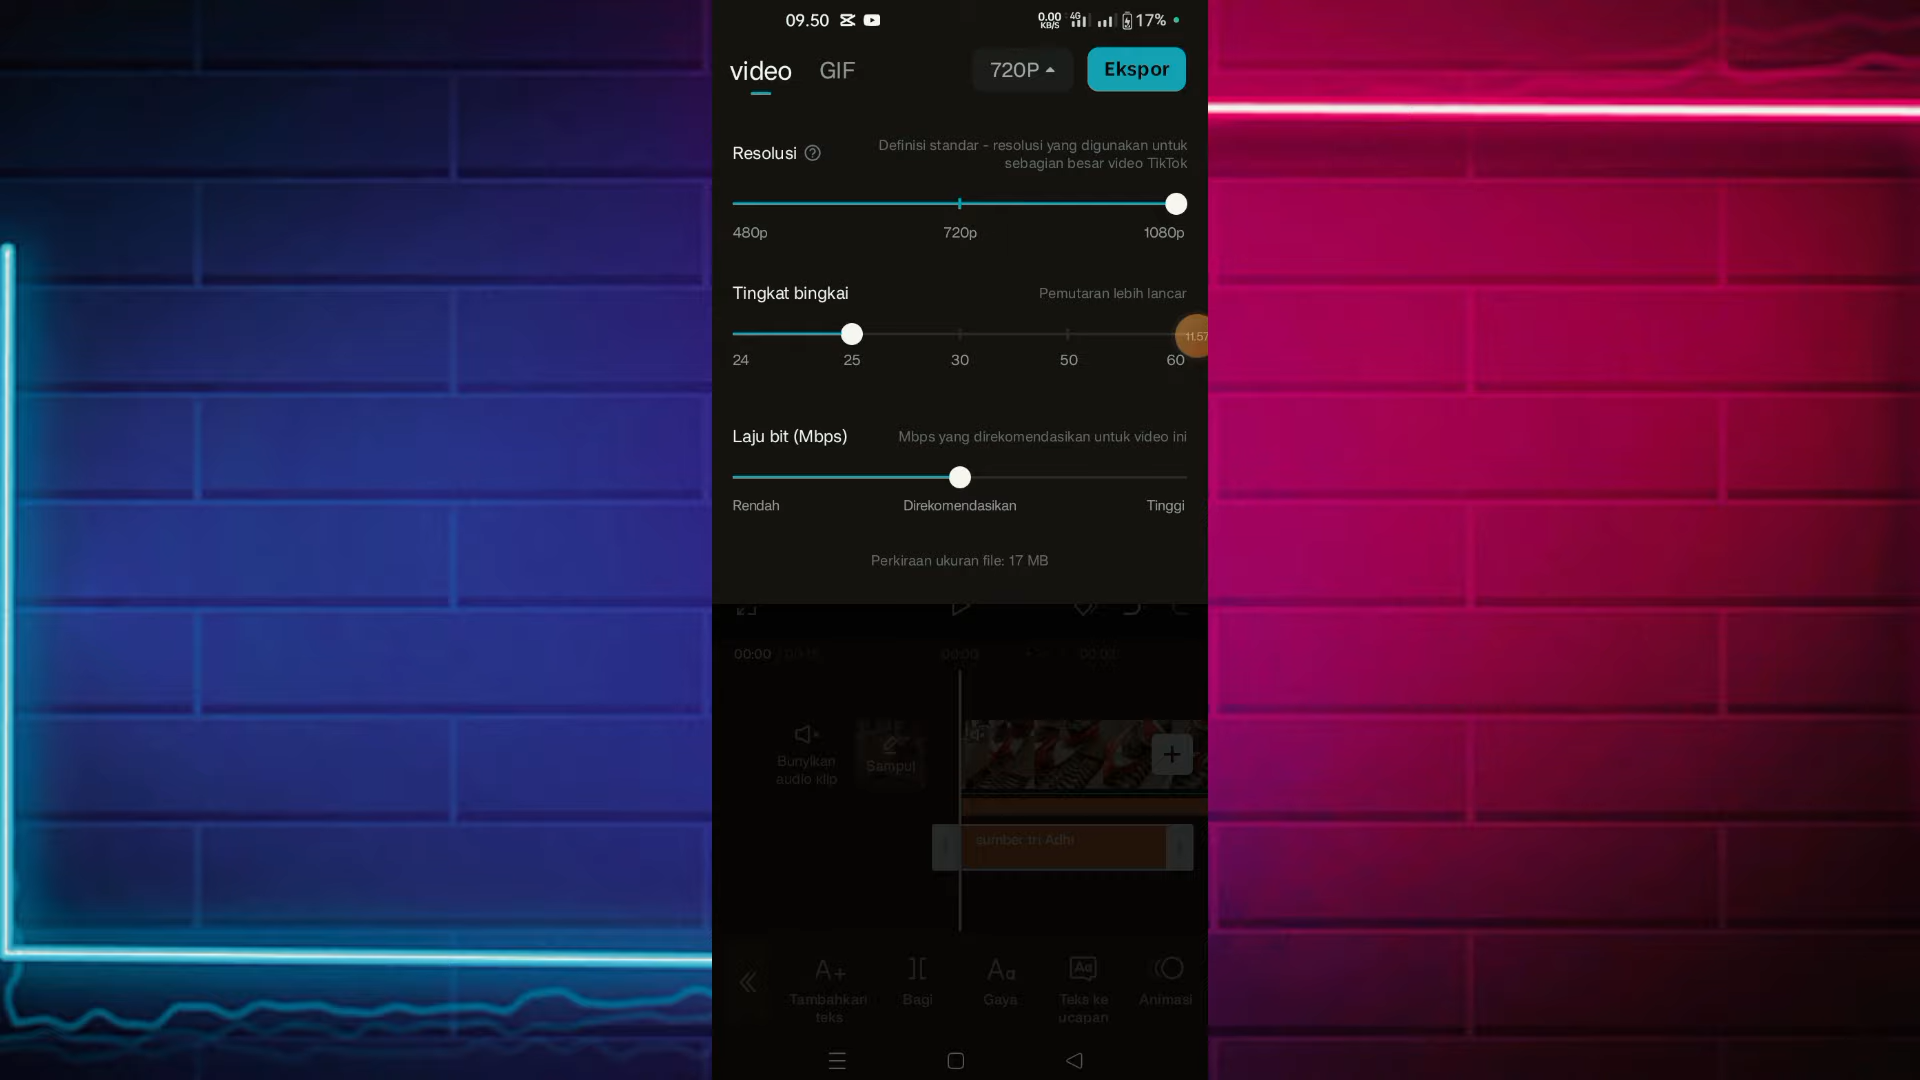 09.50
0.00
KB/S
4G
17%
video GIF 720P Ekspor
Resolusi
Definisi standar - resolusi yang digunakan untuk
sebagian besar video TikTok
480p 720p 1080p
Tingkat bingkai Pemutaran lebih lancar
11.57
24 25 30 50 60
Laju bit (Mbps) Mbps yang direkomendasikan untuk video ini
Rendah Direkomendasikan Tinggi
Perkiraan ukuran file: 17 MB
00:00 00:00
Bunyikan
audio klip
Sampul
sumber tri Adhi
Tambahkan
teks
Bagi
Gaya
Teks ke
ucapan
Animasi